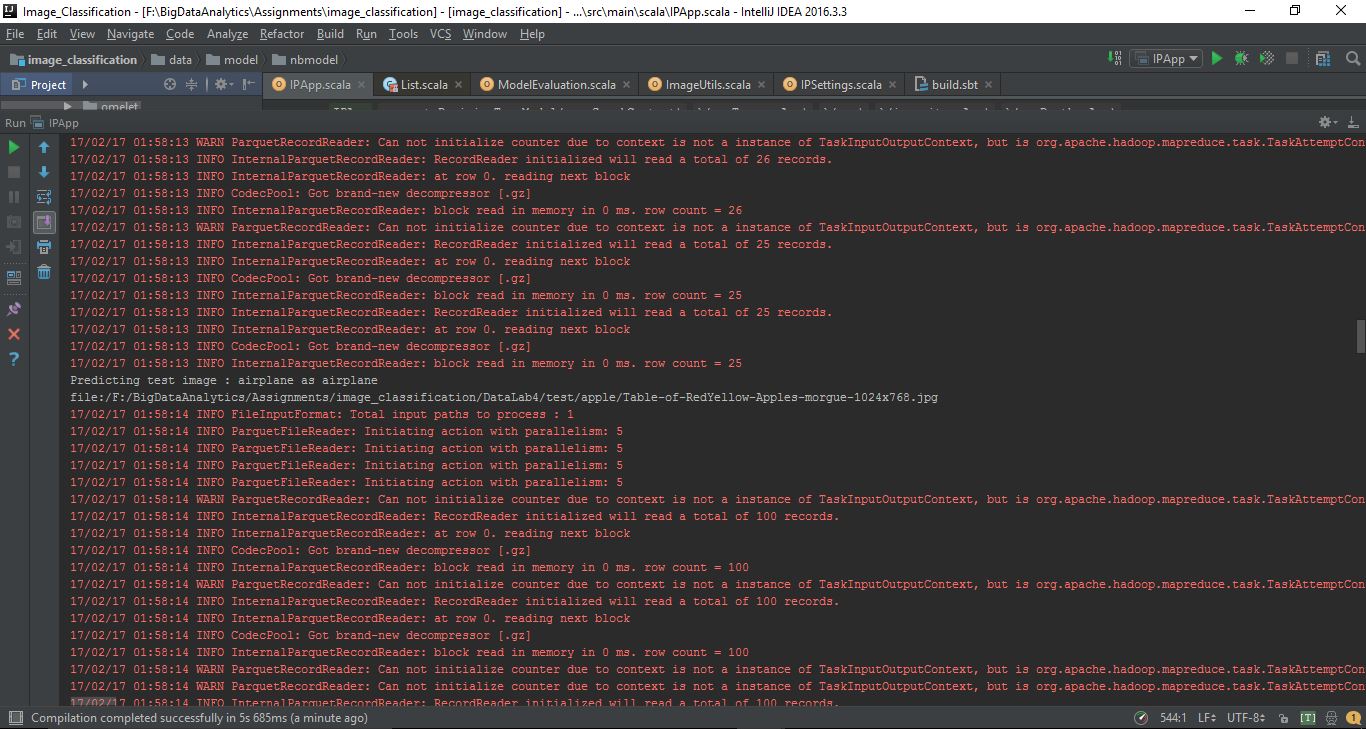 Image_Classification - [F:\BigDataAnalytics\Assignments\image_classification] - [image_classification] - ...\src\main\scala\IPApp.scala - IntelliJ IDEA 2016.3.3
File Edit View Navigate Code Analyze Refactor Build Run Tools VCS Window Help
image_classification data model nbmodel IPApp
Project IPApp.scala List.scala ModelEvaluation.scala ImageUtils.scala IPSettings.scala build.sbt
omelet
Run IPApp
17/02/17 01:58:13 WARN ParquetRecordReader: Can not initialize counter due to context is not a instance of TaskInputOutputContext, but is org.apache.hadoop.mapreduce.task.TaskAttemptCon
17/02/17 01:58:13 INFO InternalParquetRecordReader: RecordReader initialized will read a total of 26 records.
17/02/17 01:58:13 INFO InternalParquetRecordReader: at row 0. reading next block
17/02/17 01:58:13 INFO CodecPool: Got brand-new decompressor [.gz]
17/02/17 01:58:13 INFO InternalParquetRecordReader: block read in memory in 0 ms. row count = 26
17/02/17 01:58:13 WARN ParquetRecordReader: Can not initialize counter due to context is not a instance of TaskInputOutputContext, but is org.apache.hadoop.mapreduce.task.TaskAttemptCon
17/02/17 01:58:13 INFO InternalParquetRecordReader: RecordReader initialized will read a total of 25 records.
17/02/17 01:58:13 INFO InternalParquetRecordReader: at row 0. reading next block
17/02/17 01:58:13 INFO CodecPool: Got brand-new decompressor [.gz]
17/02/17 01:58:13 INFO InternalParquetRecordReader: block read in memory in 0 ms. row count = 25
17/02/17 01:58:13 INFO InternalParquetRecordReader: RecordReader initialized will read a total of 25 records.
17/02/17 01:58:13 INFO InternalParquetRecordReader: at row 0. reading next block
17/02/17 01:58:13 INFO CodecPool: Got brand-new decompressor [.gz]
17/02/17 01:58:13 INFO InternalParquetRecordReader: block read in memory in 0 ms. row count = 25
Predicting test image : airplane as airplane
file:/F:/BigDataAnalytics/Assignments/image_classification/DataLab4/test/apple/Table-of-RedYellow-Apples-morgue-1024x768.jpg
17/02/17 01:58:14 INFO FileInputFormat: Total input paths to process : 1
17/02/17 01:58:14 INFO ParquetFileReader: Initiating action with parallelism: 5
17/02/17 01:58:14 INFO ParquetFileReader: Initiating action with parallelism: 5
17/02/17 01:58:14 INFO ParquetFileReader: Initiating action with parallelism: 5
17/02/17 01:58:14 INFO ParquetFileReader: Initiating action with parallelism: 5
17/02/17 01:58:14 WARN ParquetRecordReader: Can not initialize counter due to context is not a instance of TaskInputOutputContext, but is org.apache.hadoop.mapreduce.task.TaskAttemptCon
17/02/17 01:58:14 INFO InternalParquetRecordReader: RecordReader initialized will read a total of 100 records.
17/02/17 01:58:14 INFO InternalParquetRecordReader: at row 0. reading next block
17/02/17 01:58:14 INFO CodecPool: Got brand-new decompressor [.gz]
17/02/17 01:58:14 INFO InternalParquetRecordReader: block read in memory in 0 ms. row count = 100
17/02/17 01:58:14 WARN ParquetRecordReader: Can not initialize counter due to context is not a instance of TaskInputOutputContext, but is org.apache.hadoop.mapreduce.task.TaskAttemptCon
17/02/17 01:58:14 INFO InternalParquetRecordReader: RecordReader initialized will read a total of 100 records.
17/02/17 01:58:14 INFO InternalParquetRecordReader: at row 0. reading next block
17/02/17 01:58:14 INFO CodecPool: Got brand-new decompressor [.gz]
17/02/17 01:58:14 INFO InternalParquetRecordReader: block read in memory in 0 ms. row count = 100
17/02/17 01:58:14 WARN ParquetRecordReader: Can not initialize counter due to context is not a instance of TaskInputOutputContext, but is org.apache.hadoop.mapreduce.task.TaskAttemptCon
17/02/17 01:58:14 WARN ParquetRecordReader: Can not initialize counter due to context is not a instance of TaskInputOutputContext, but is org.apache.hadoop.mapreduce.task.TaskAttemptCon
17/02/17 01:58:14 INFO InternalParquetRecordReader: RecordReader initialized will read a total of 100 records.
Compilation completed successfully in 5s 685ms (a minute ago) 544:1 LF UTF-8 [T] 1